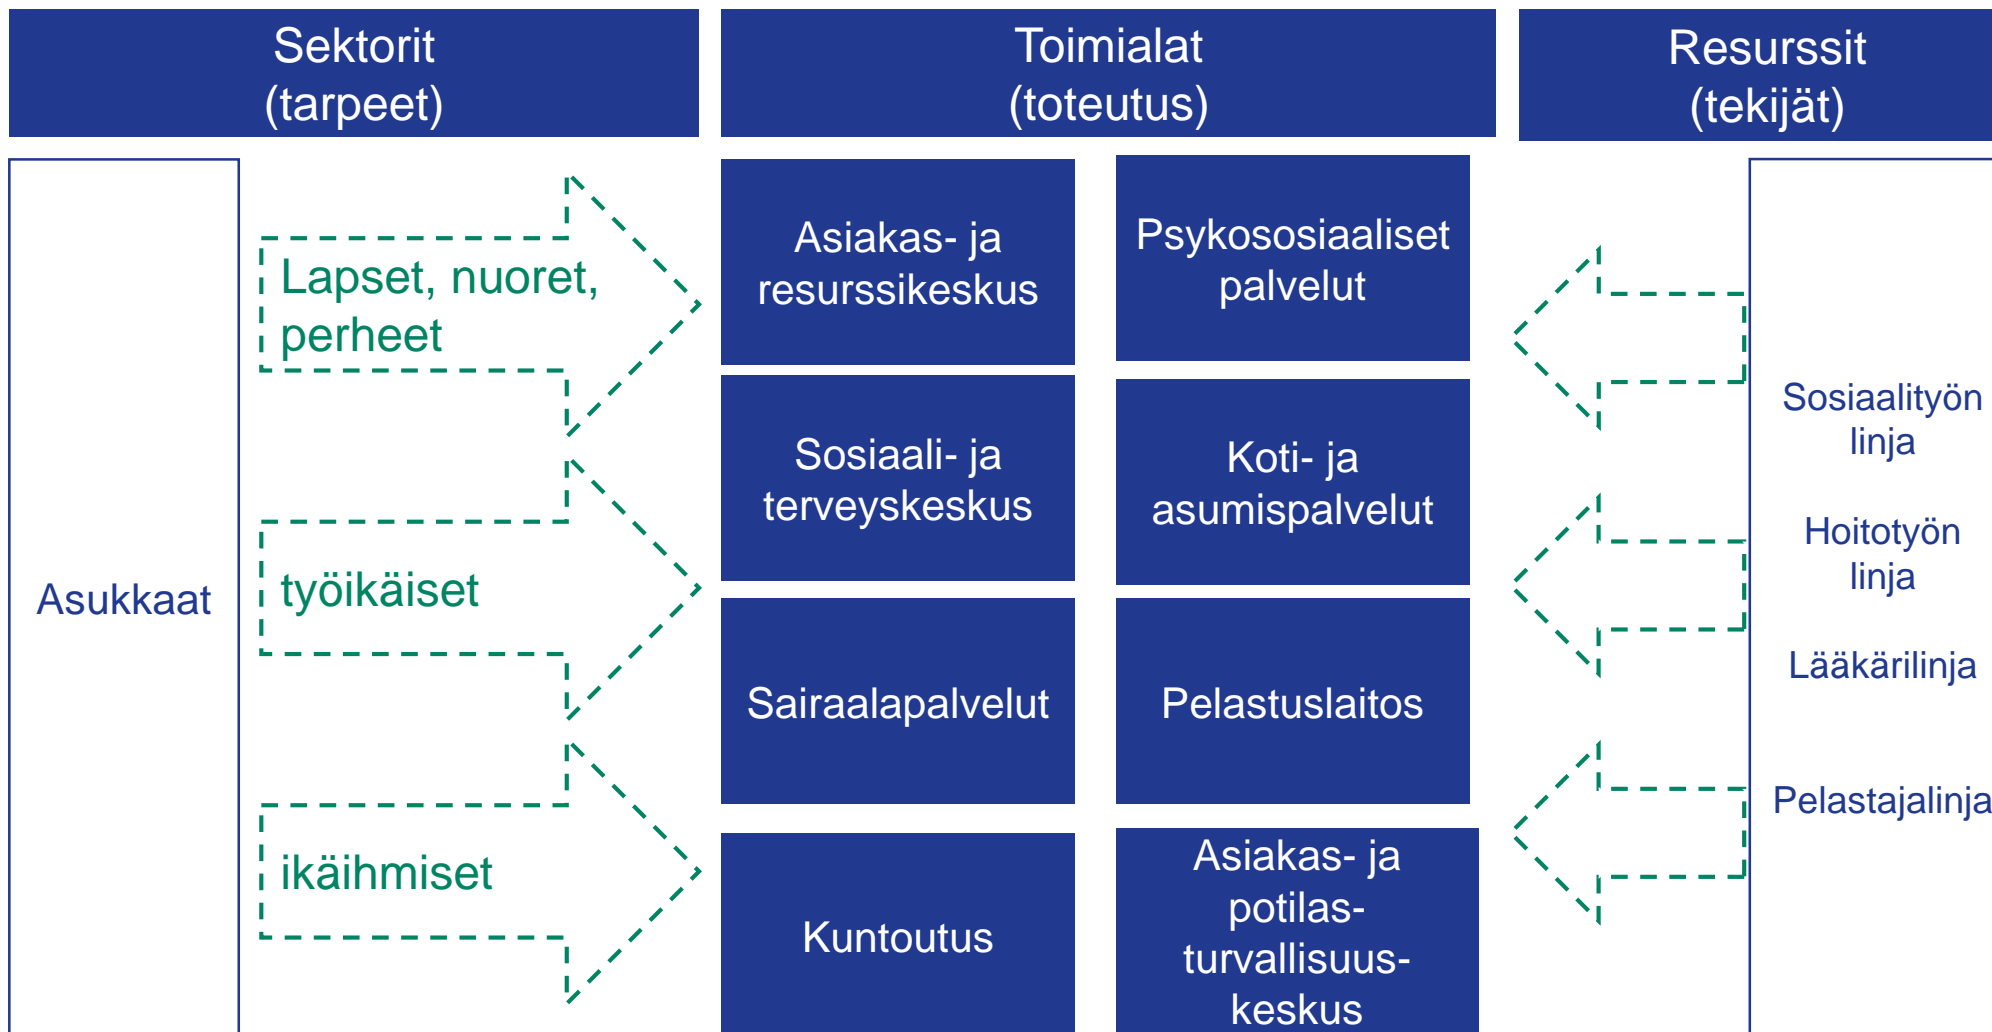 Sektorit
(tarpeet)
Toimialat
(toteutus)
Resurssit
(tekijät)
Asukkaat
Lapset, nuoret,
perheet
työikäiset
ikäihmiset
Asiakas- ja
resurssikeskus
Psykososiaaliset
palvelut
Sosiaali- ja
terveyskeskus
Koti- ja
asumispalvelut
Sairaalapalvelut
Pelastuslaitos
Kuntoutus
Asiakas- ja
potilas-
turvallisuus-
keskus
Sosiaalityön
linja
Hoitotyön
linja
Lääkärilinja
Pelastajalinja